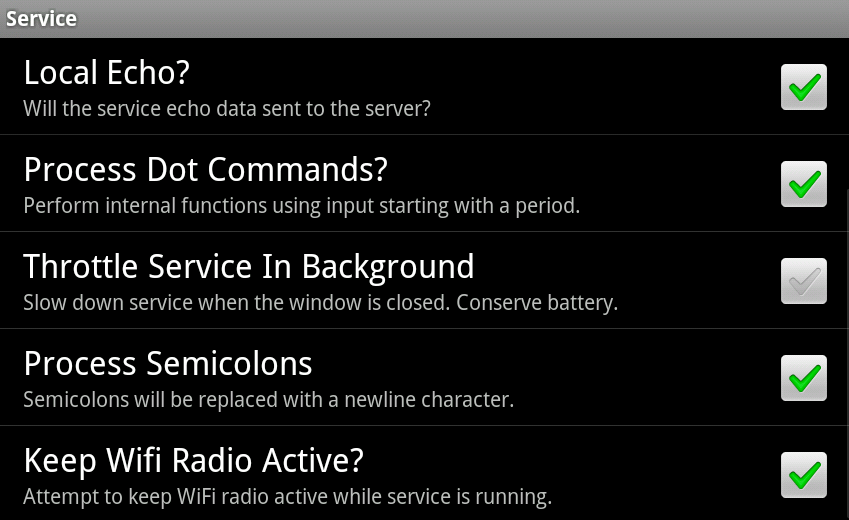 Service
Local Echo?
Will the service echo data sent to the server?
Process Dot Commands?
Perform internal functions using input starting with a period.
Throttle Service In Background
Slow down service when the window is closed. Conserve battery.
Process Semicolons
Semicolons will be replaced with a newline character.
Keep Wifi Radio Active?
Attempt to keep WiFi radio active while service is running.